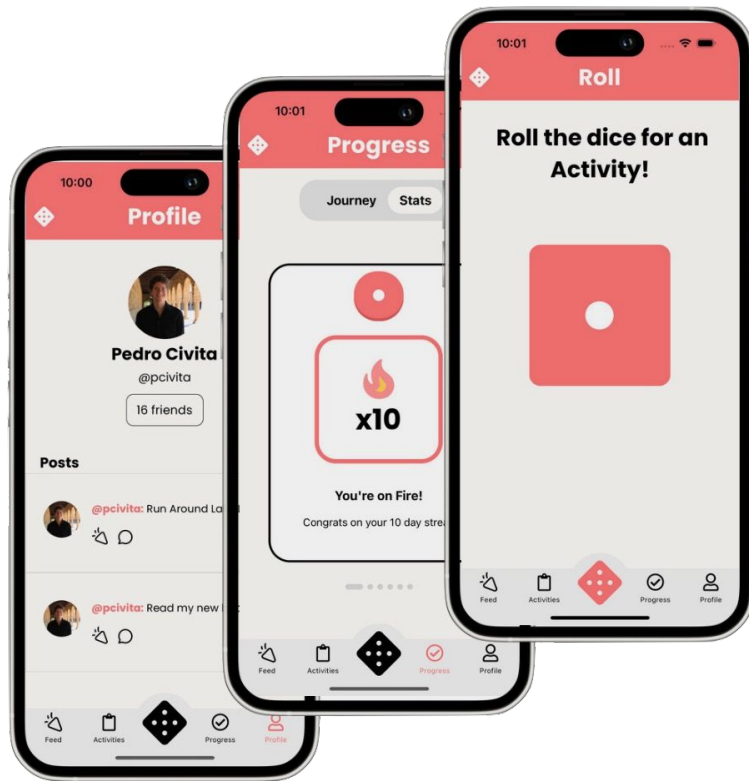 10:00
Profile
Pedro Civita
@pcivita
16 friends
Posts
@pcivita: Run Around
@pcivita: Read my new
Feed
Activities
Progress
Profile
10:01
Progress
Journey
Stats
x10
You're on Fire!
Congrats on your 10 day
Feed
Activities
Progress
Profile
10:01
Roll
Roll the dice for an
Activity!
Feed
Activities
Progress
Profile